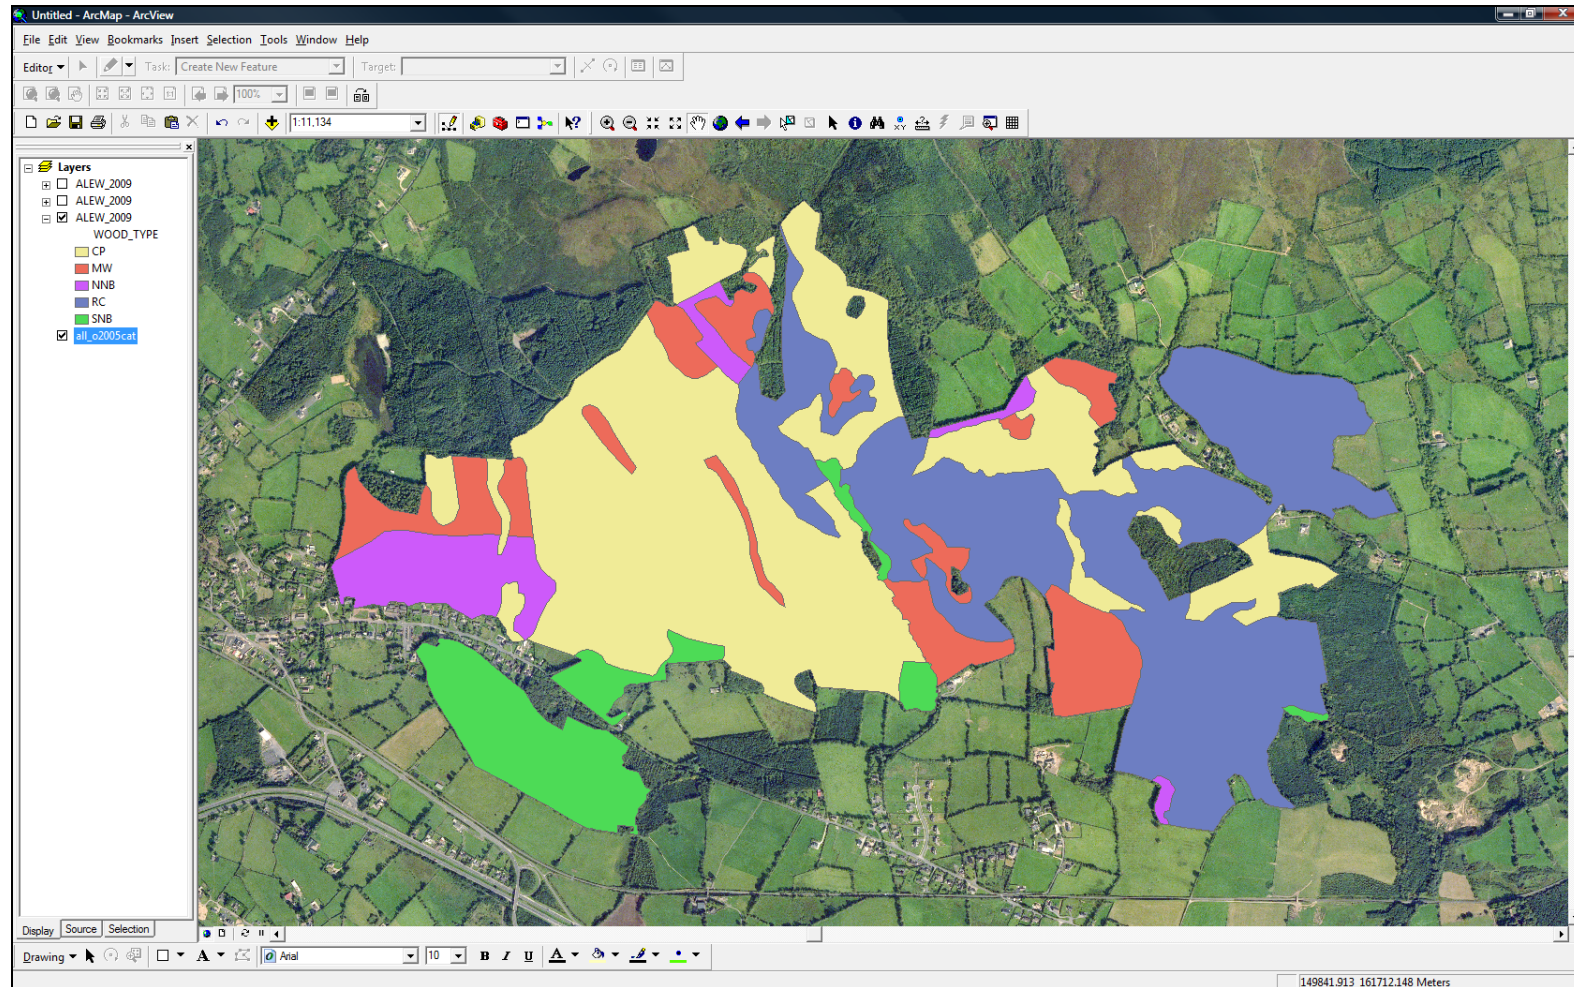 Untitled - ArcMap - ArcView
File Edit View Bookmarks Insert Selection Tools Window Help
Editor Task: Create New Feature Target:
100%
1:11,134
Layers
ALEW_2009
ALEW_2009
ALEW_2009
WOOD_TYPE
CP
MW
NNB
RC
SNB
all_o2005cat
Display Source Selection
Drawing A Arial 10 B I U A
149841.913 161712.148 Meters